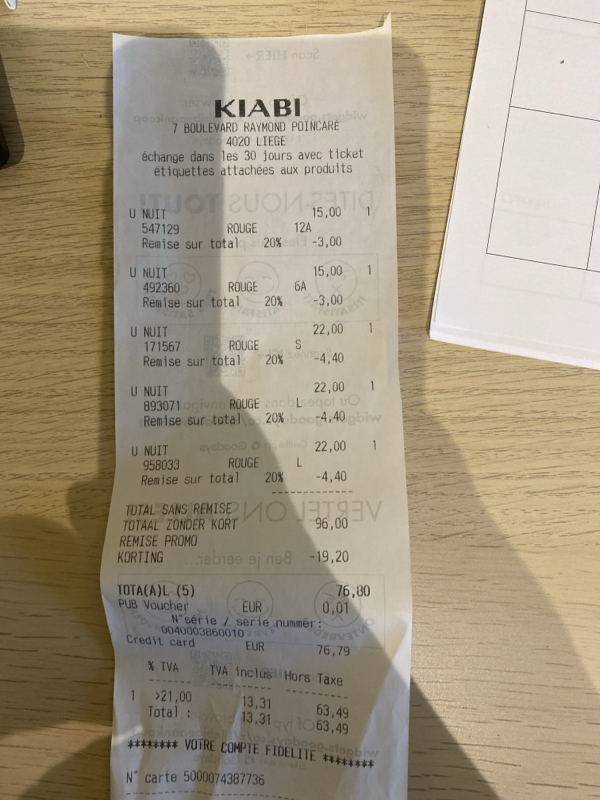 KIABI
7 BOULEVARD RAYMOND POINCARE
4020 LIEGE
échange dans les 30 jours avec ticket
étiquettes attachées aux produits
U NUIT 15,00 1
547129 ROUGE 12A
Remise sur total 20% -3,00
U NUIT 15,00 1
492360 ROUGE 6A
Remise sur total 20% -3,00
U NUIT 22,00 1
171567 ROUGE S
Remise sur total 20% -4,40
U NUIT 22,00 1
893071 ROUGE L
Remise sur total 20% -4,40
U NUIT 22,00 1
958033 ROUGE L
Remise sur total 20% -4,40
TOTAL SANS REMISE
TOTAAL ZONDER KORT 96,00
REMISE PROMO
KORTING -19,20
TOTA(A)L (5) 76,80
PUB Voucher EUR 0,01
N°série / serie nummer:
0040003860010
Credit card EUR 76,79
% TVA TVA inclus Hors Taxe
1 >21,00 13,31 63,49
Total : 13,31 63,49
******** VOTRE COMPTE FIDELITE ********
N° carte 5000074387736